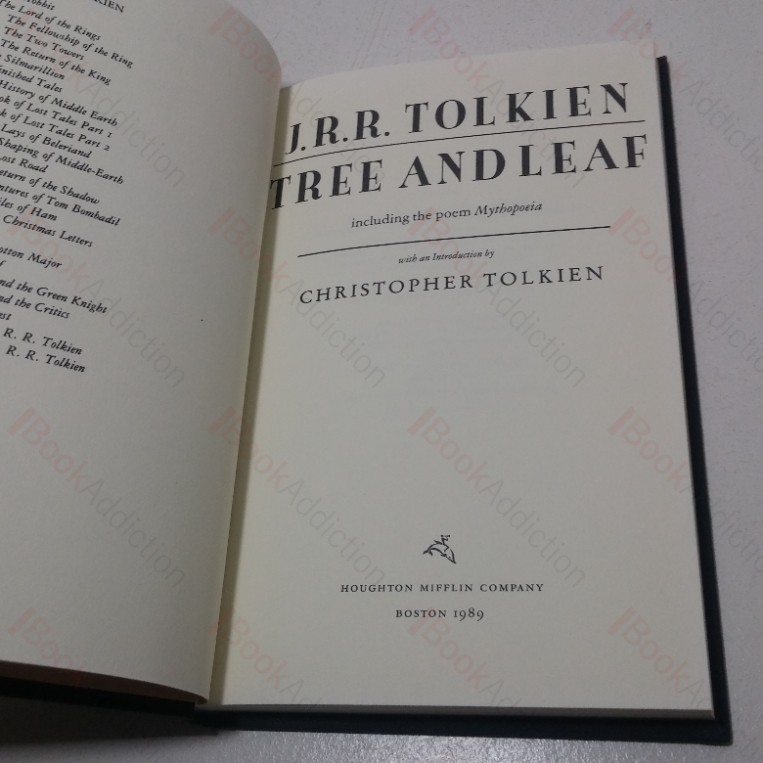 The Lord of the Rings
The Fellowship of the Ring
The Two Towers
The Return of the King
Silmarillion
Tales
History of Middle Earth
of Lost Tales Part 1
of Lost Tales Part 2
Lays of Beleriand
Shaping of Middle-Earth
Lost Road
of the Shadow
of Tom Bombadil
of Ham
Christmas Letters
Major
and the Green Knight
and the Critics
R. R. Tolkien
R. R. Tolkien
J.R.R. TOLKIEN
TREE AND LEAF
including the poem Mythopoeia
with an Introduction by
CHRISTOPHER TOLKIEN
HOUGHTON MIFFLIN COMPANY
BOSTON 1989
BookAddiction